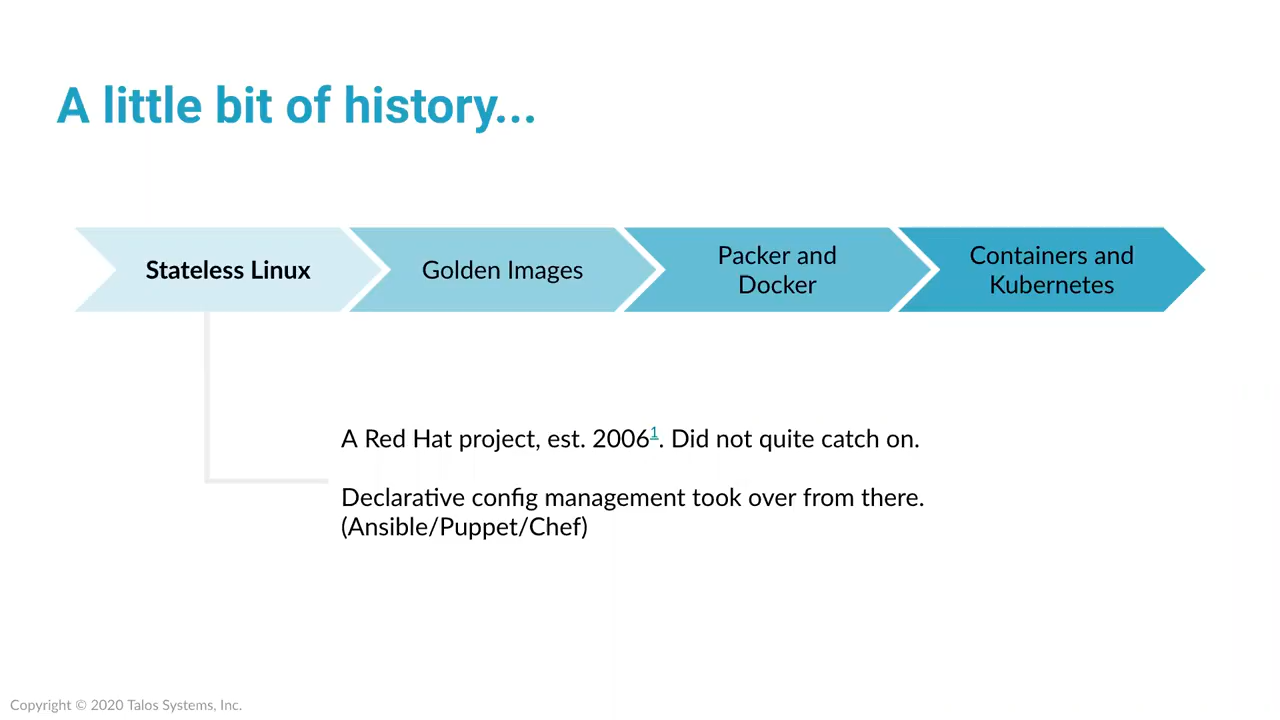 A little bit of history...
Stateless Linux
Golden Images
Packer and
Docker
Containers and
Kubernetes
A Red Hat project, est. 2006¹. Did not quite catch on.
Declarative config management took over from there.
(Ansible/Puppet/Chef)
Copyright © 2020 Talos Systems, Inc.